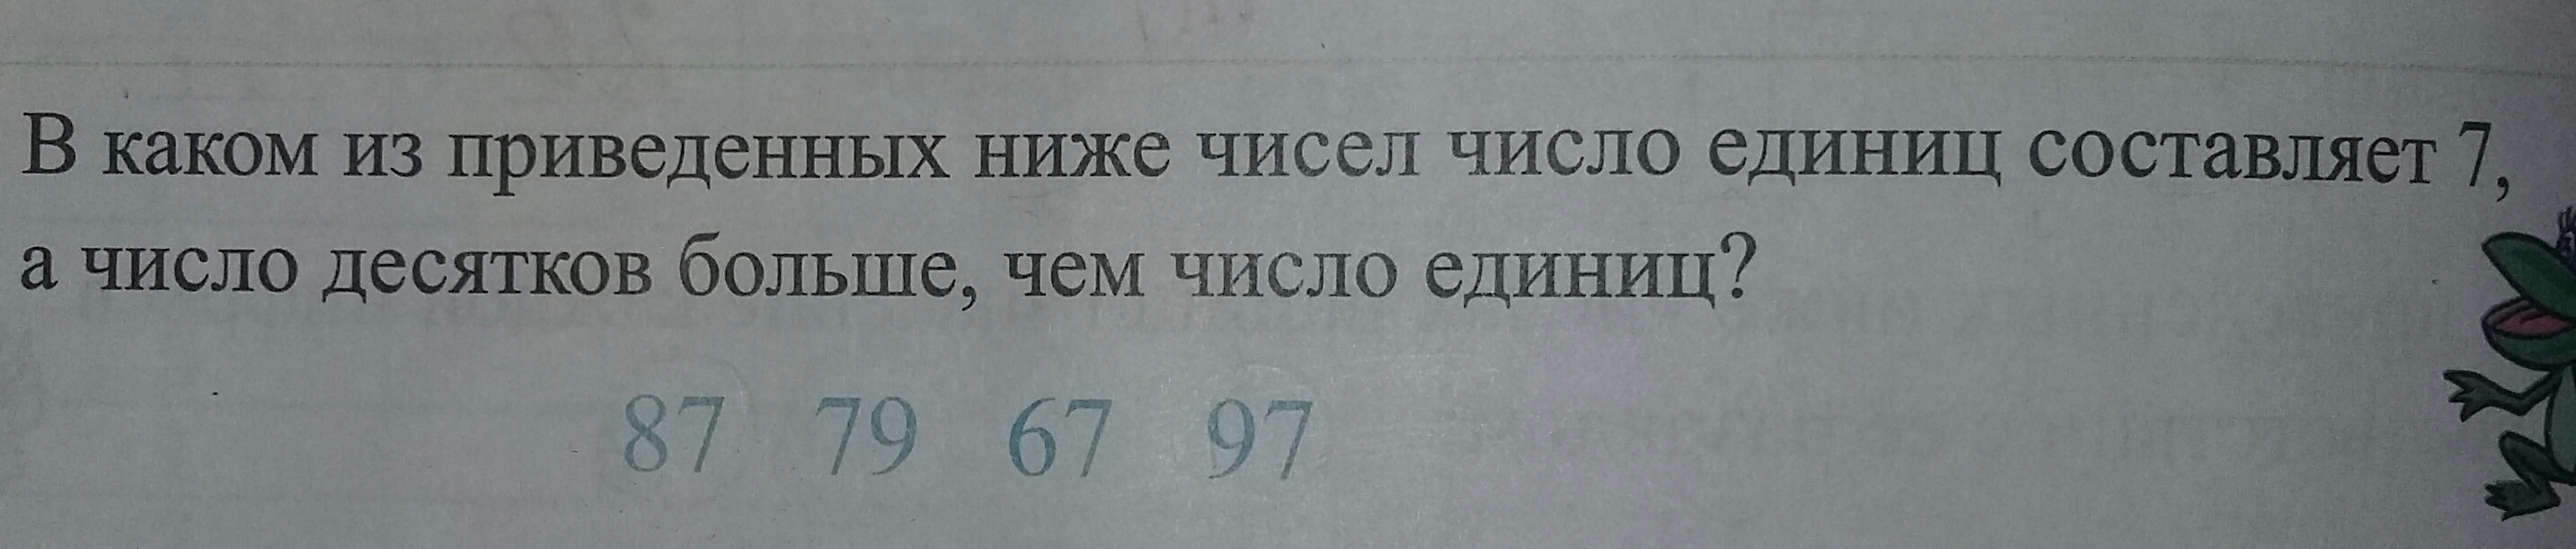 В каком из приведенных ниже чисел число единиц составляет 7,
а число десятков больше, чем число единиц?
87 79 67 97